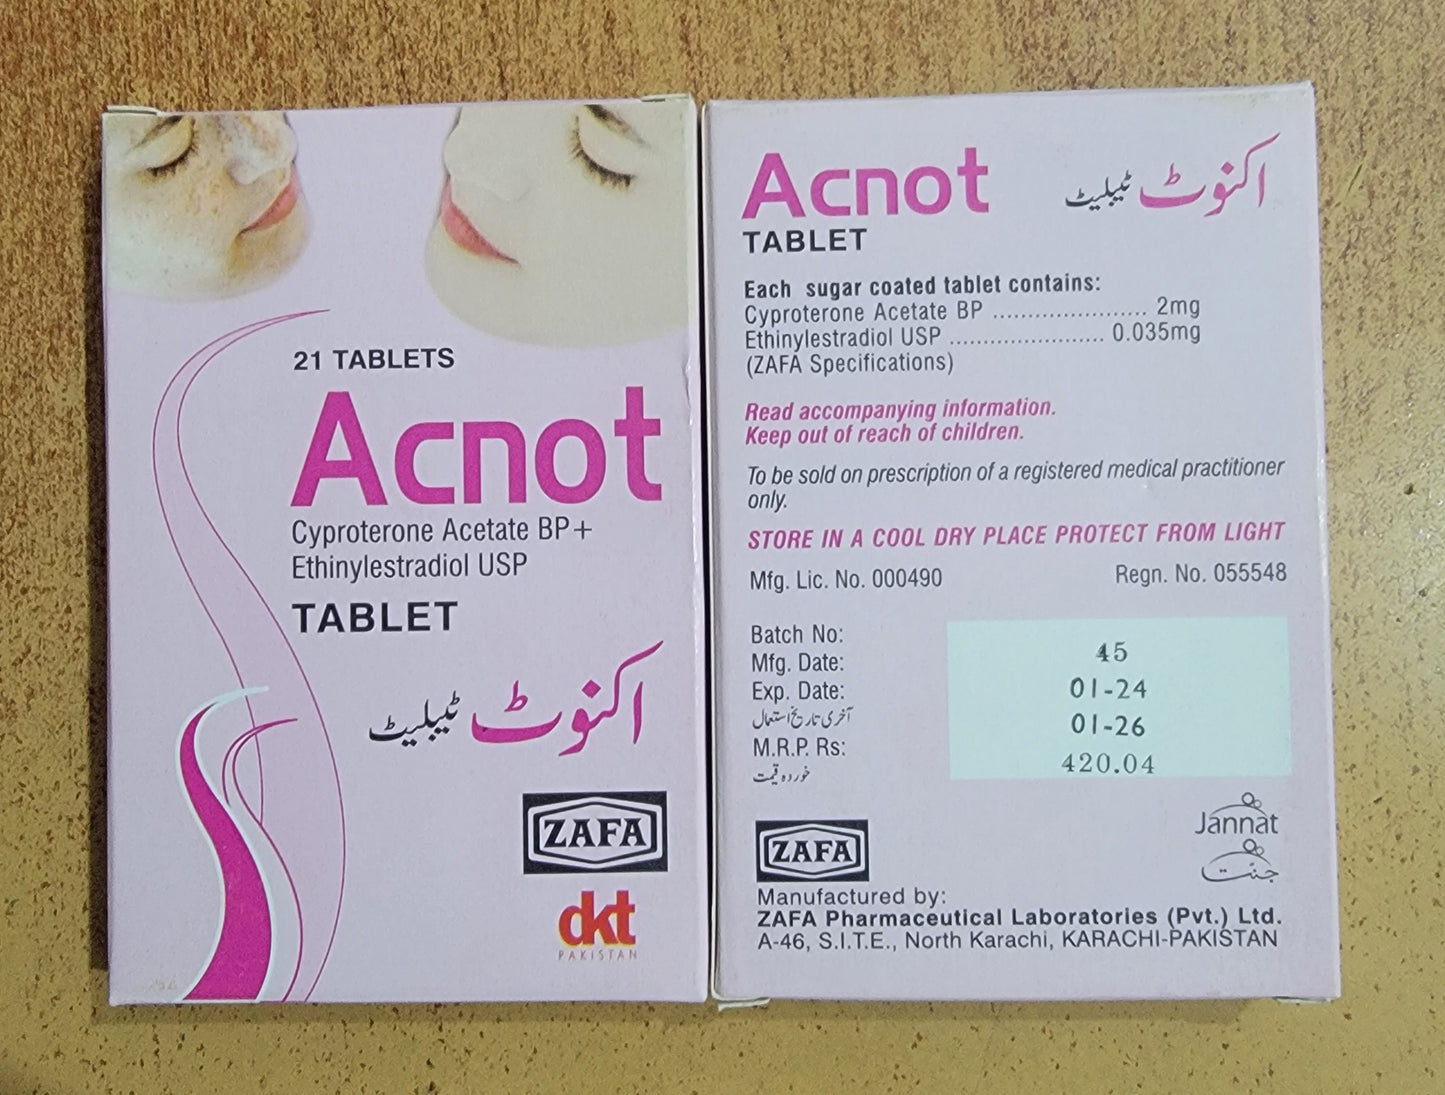 21 TABLETS
Acnot
Cyproterone Acetate BP+
Ethinylestradiol USP
TABLET
اکنوٹ ٹیبلیٹ
ZAFA
dkt
PAKISTAN
Acnot
اکنوٹ ٹیبلیٹ
TABLET
Each sugar coated tablet contains:
Cyproterone Acetate BP ...................... 2mg
Ethinylestradiol USP ...................... 0.035mg
(ZAFA Specifications)
Read accompanying information.
Keep out of reach of children.
To be sold on prescription of a registered medical practitioner
only.
STORE IN A COOL DRY PLACE PROTECT FROM LIGHT
Mfg. Lic. No. 000490 Regn. No. 055548
Batch No: 45
Mfg. Date: 01-24
Exp. Date: 01-26
آخری تاریخ استعمال
M.R.P. Rs: 420.04
خوردہ قیمت
Jannat
جنت
ZAFA
Manufactured by:
ZAFA Pharmaceutical Laboratories (Pvt.) Ltd.
A-46, S.I.T.E., North Karachi, KARACHI-PAKISTAN